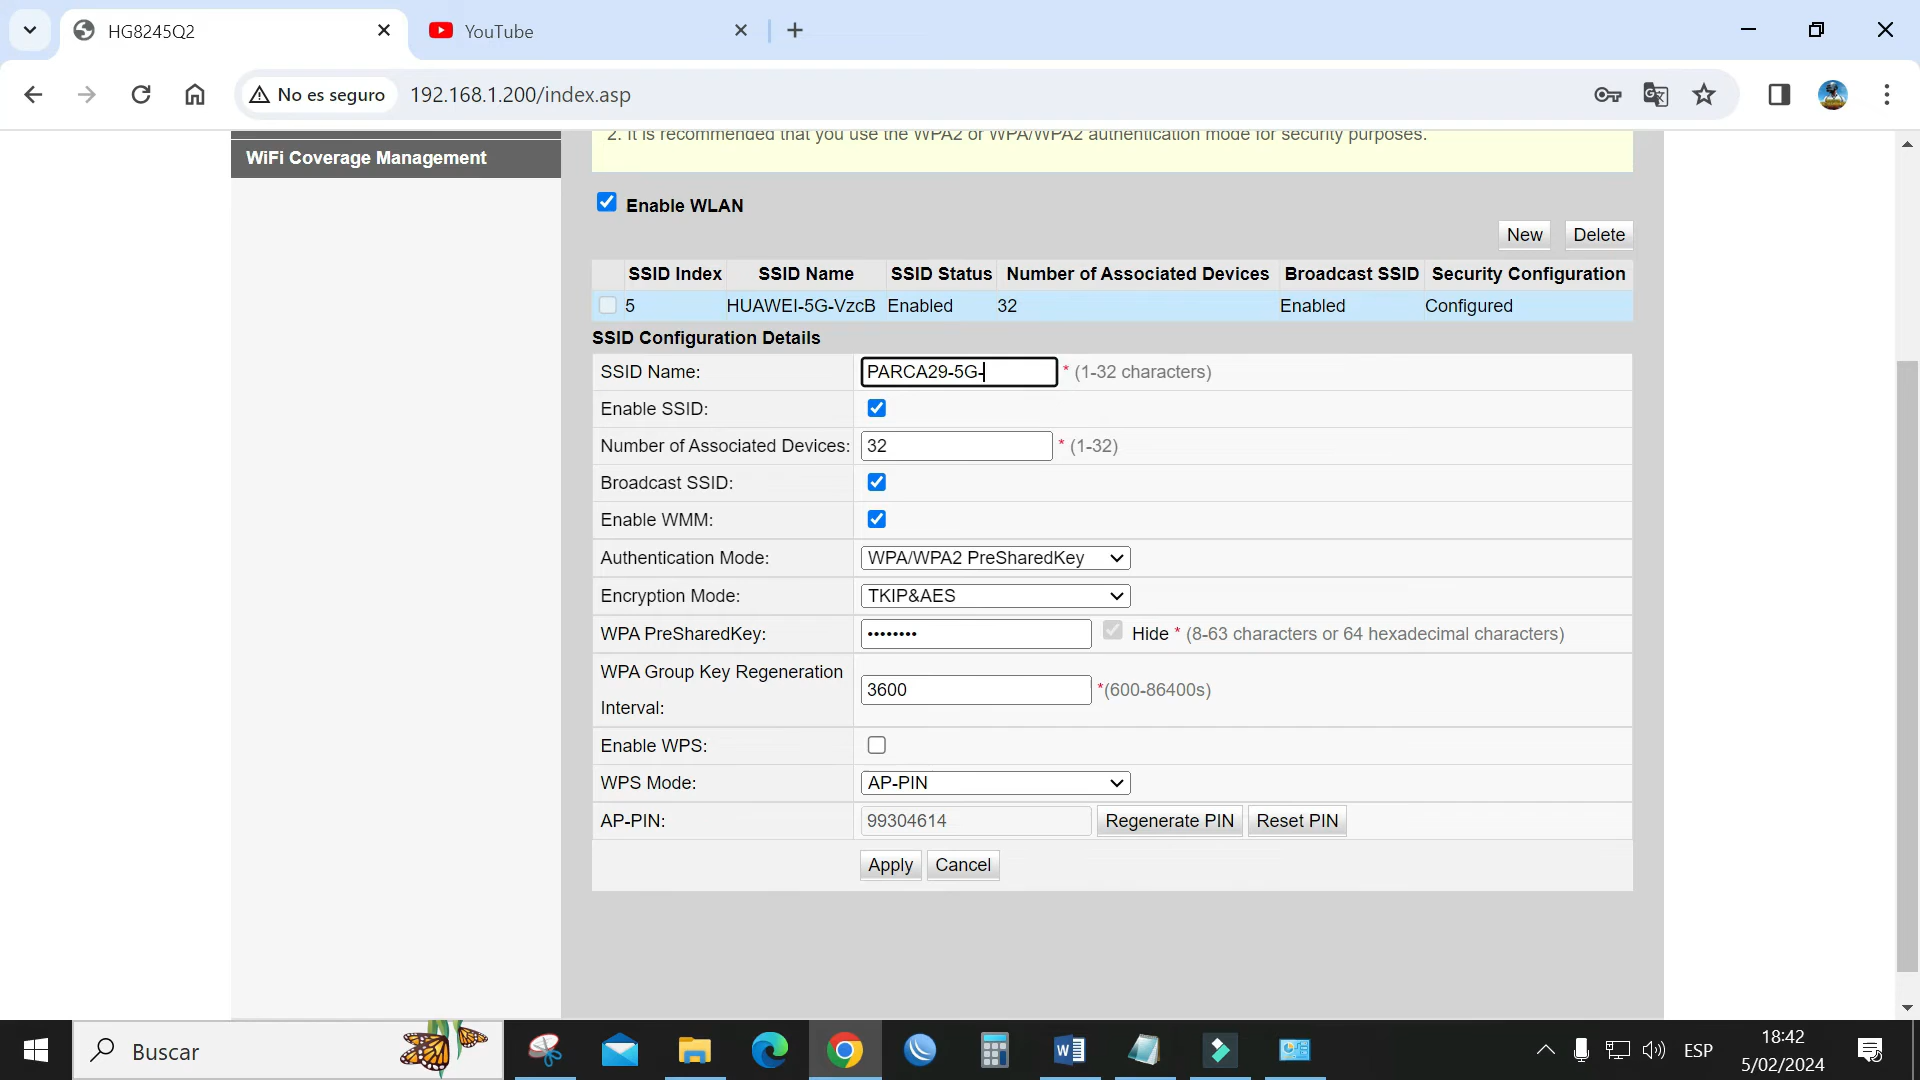 HG8245Q2
YouTube
No es seguro
192.168.1.200/index.asp
WiFi Coverage Management
2. It is recommended that you use the WPA2 or WPA/WPA2 authentication mode for security purposes.
Enable WLAN
New Delete
SSID Index SSID Name SSID Status Number of Associated Devices Broadcast SSID Security Configuration
5 HUAWEI-5G-VzcB Enabled 32 Enabled Configured
SSID Configuration Details
SSID Name: PARCA29-5G- * (1-32 characters)
Enable SSID:
Number of Associated Devices: 32 * (1-32)
Broadcast SSID:
Enable WMM:
Authentication Mode: WPA/WPA2 PreSharedKey
Encryption Mode: TKIP&AES
WPA PreSharedKey: •••••••• Hide * (8-63 characters or 64 hexadecimal characters)
WPA Group Key Regeneration
Interval:
3600 *(600-86400s)
Enable WPS:
WPS Mode: AP-PIN
AP-PIN: 99304614 Regenerate PIN Reset PIN
Apply Cancel
Buscar
ESP
18:42
5/02/2024